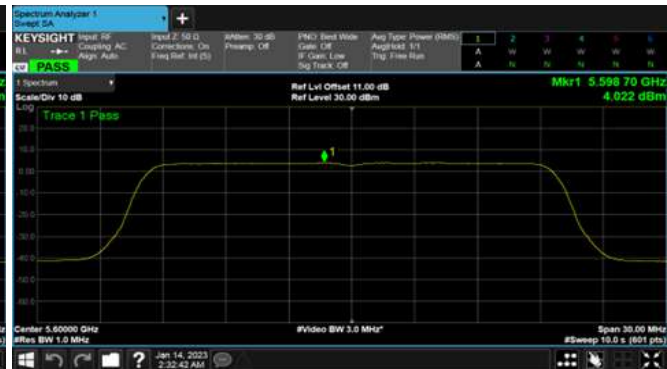 Spectrum Analyzer 1
Swept SA
+
KEYSIGHT Input: RF Input Z: 50 Ω #Atten: 30 dB PNO: Best Wide Avg Type: Power (RMS) 1 2 3 4 5 6
RL Coupling: AC Corrections: On Preamp: Off Gate: Off Avg|Hold: 1/1 A W W W W W
Align: Auto Freq Ref: Int (S) IF Gain: Low Trig: Free Run
LW PASS Sig Track: Off A N N N N N
1 Spectrum Ref Lvl Offset 11.00 dB Mkr1 5.598 70 GHz
Scale/Div 10 dB Ref Level 30.00 dBm 4.022 dBm
Log Trace 1 Pass
20.0
10.0
1
0.00
-10.0
-20.0
-30.0
-40.0
-50.0
-60.0
Center 5.60000 GHz #Video BW 3.0 MHz* Span 30.00 MHz
#Res BW 1.0 MHz #Sweep 10.0 s (601 pts)
? Jan 14, 2023
2:32:42 AM